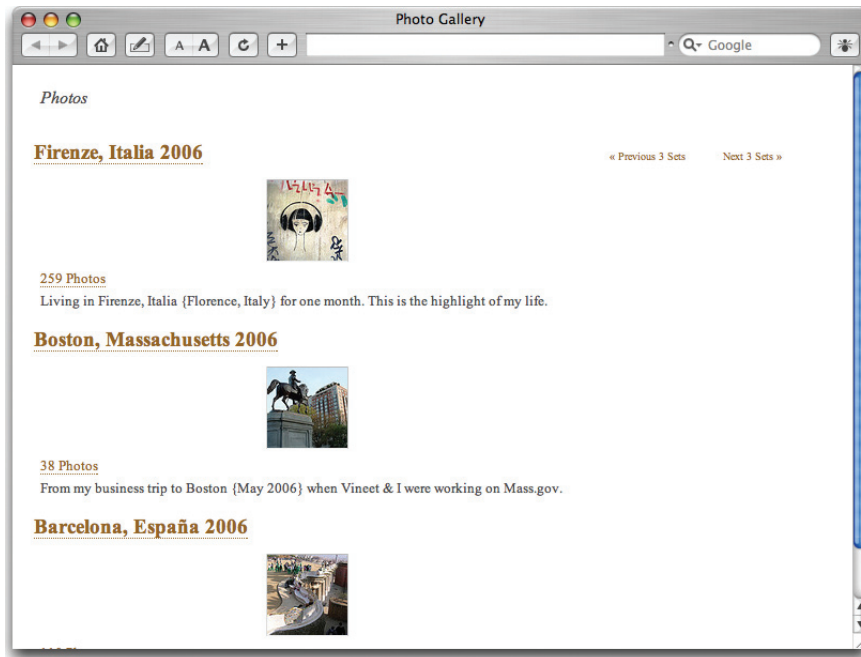 Photo Gallery
A A
Google
Photos
Firenze, Italia 2006
« Previous 3 Sets Next 3 Sets »
259 Photos
Living in Firenze, Italia {Florence, Italy} for one month. This is the highlight of my life.
Boston, Massachusetts 2006
38 Photos
From my business trip to Boston {May 2006} when Vineet & I were working on Mass.gov.
Barcelona, España 2006